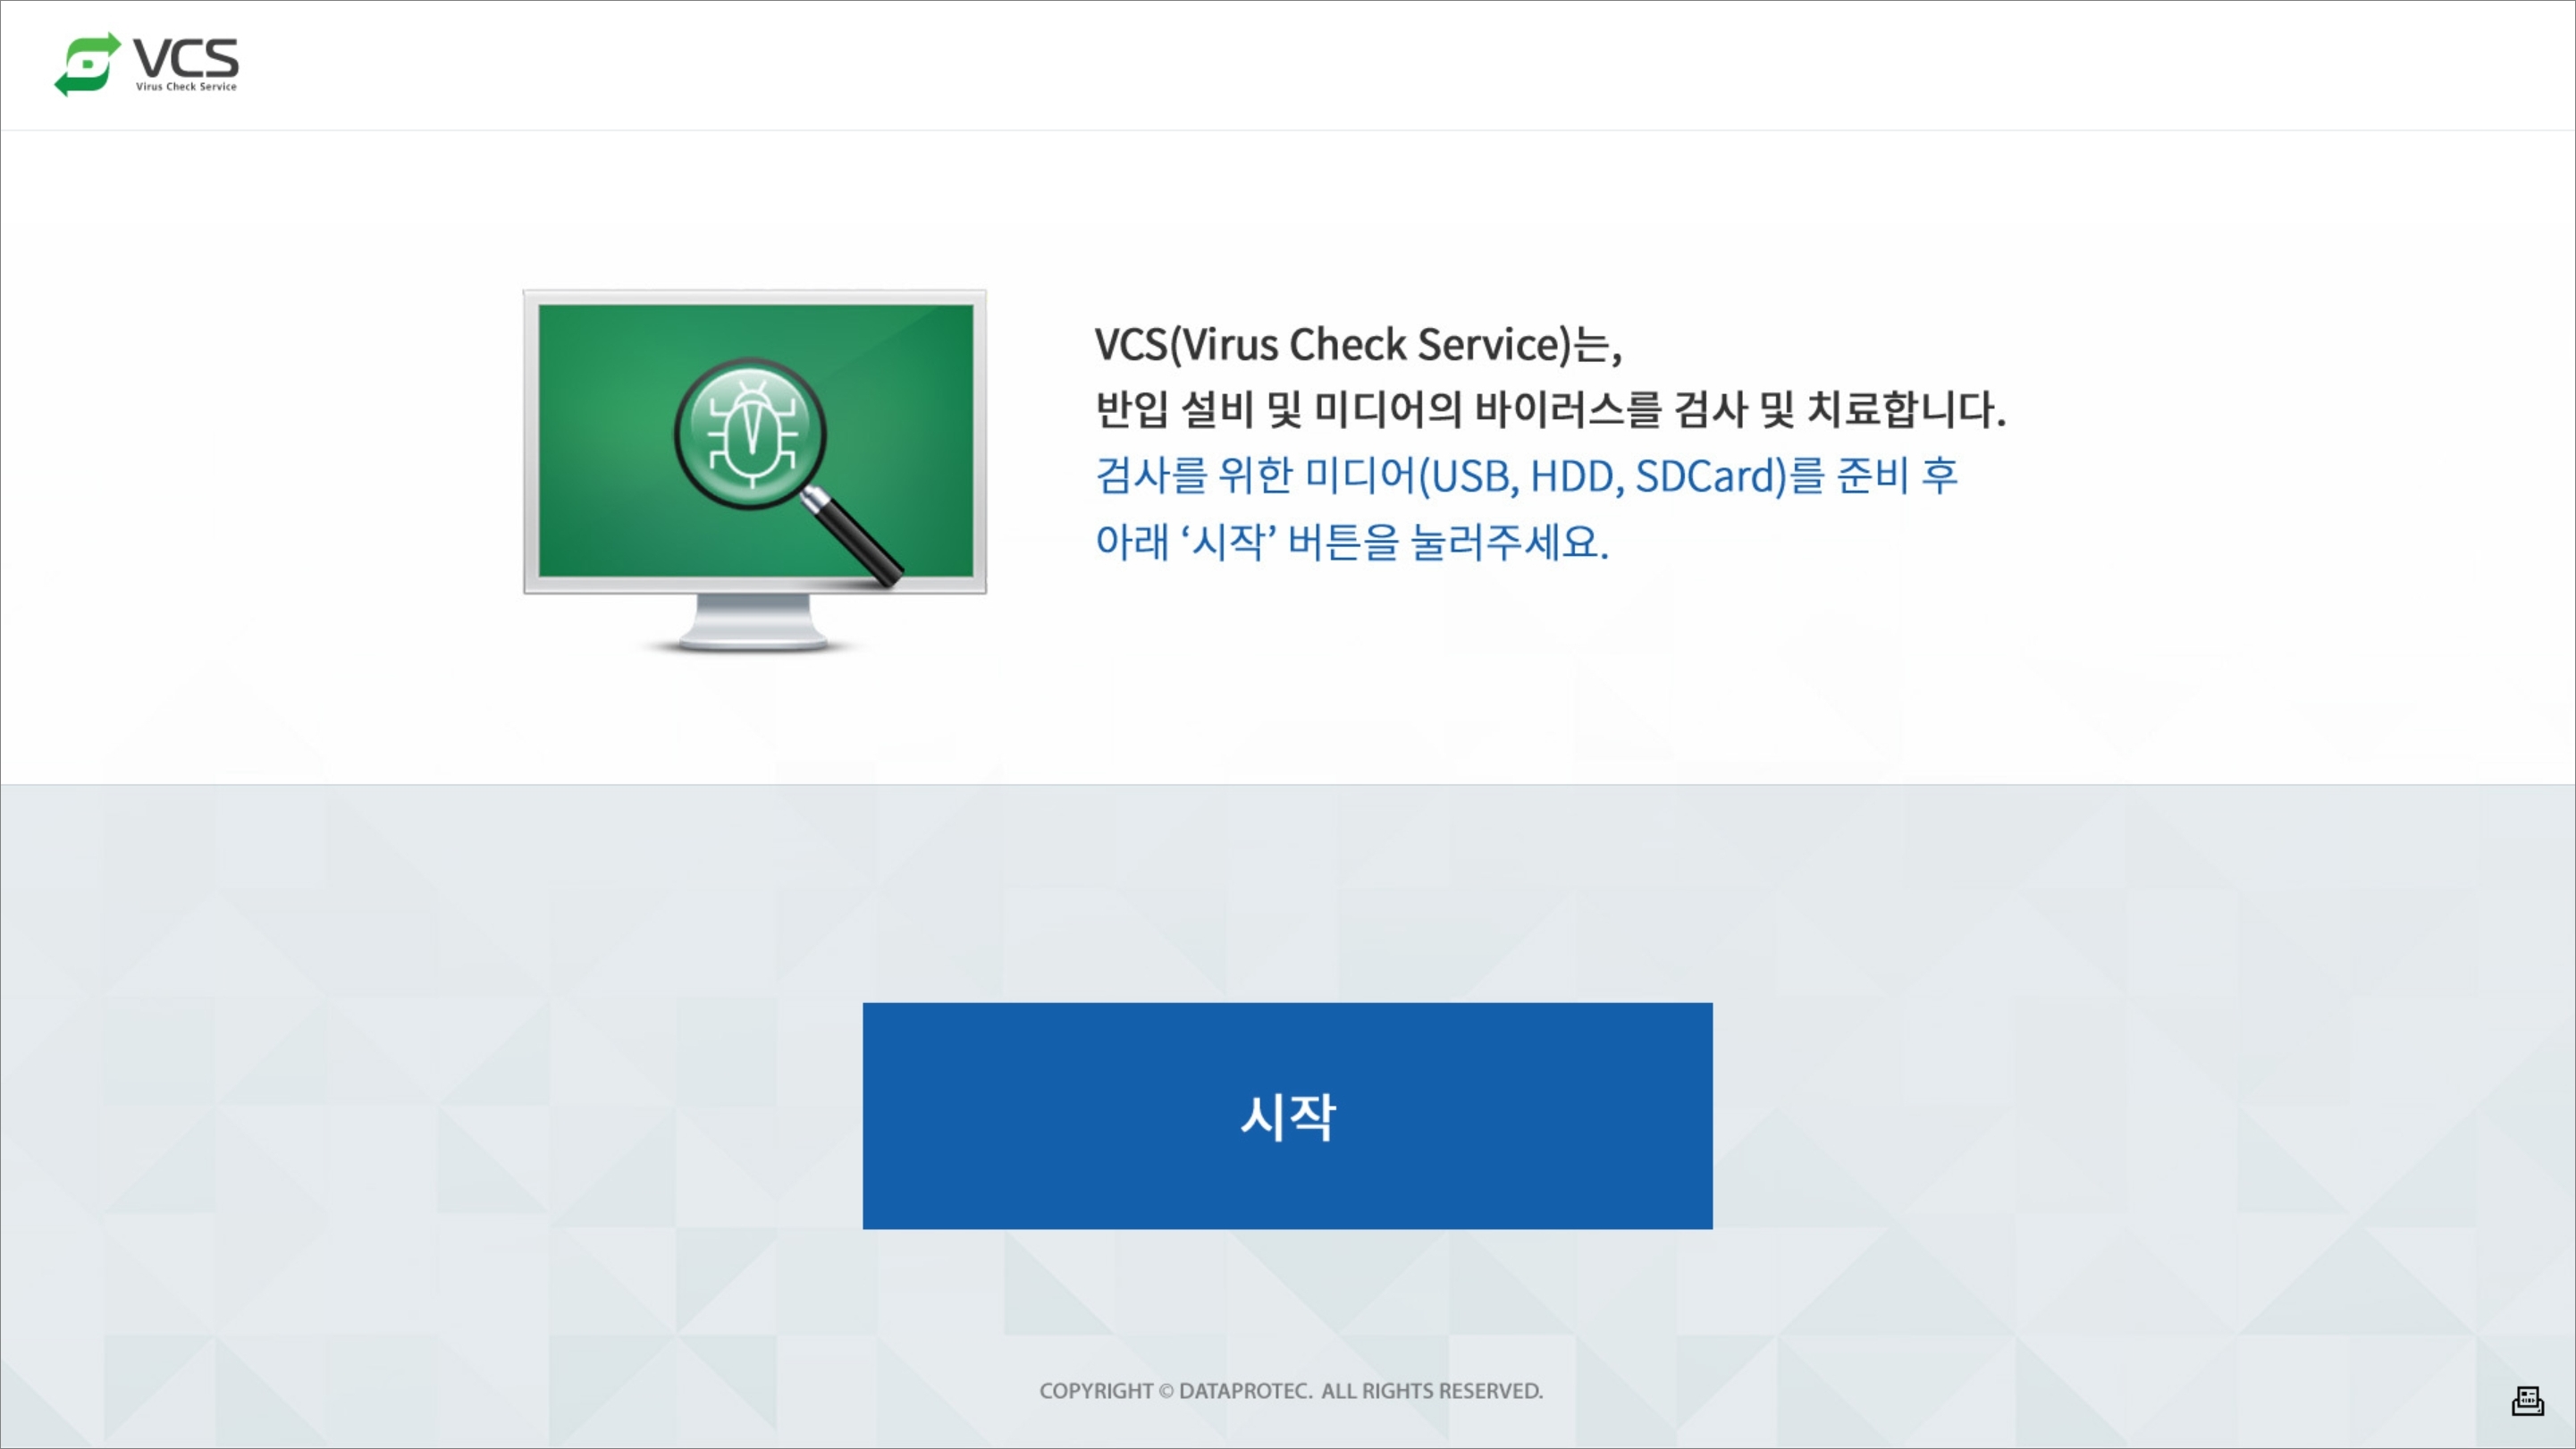 VCS
Virus Check Service
VCS(Virus Check Service)는,
반입 설비 및 미디어의 바이러스를 검사 및 치료합니다.
검사를 위한 미디어(USB, HDD, SDCard)를 준비 후
아래 ‘시작’ 버튼을 눌러주세요.
시작
COPYRIGHT © DATAPROTEC. ALL RIGHTS RESERVED.